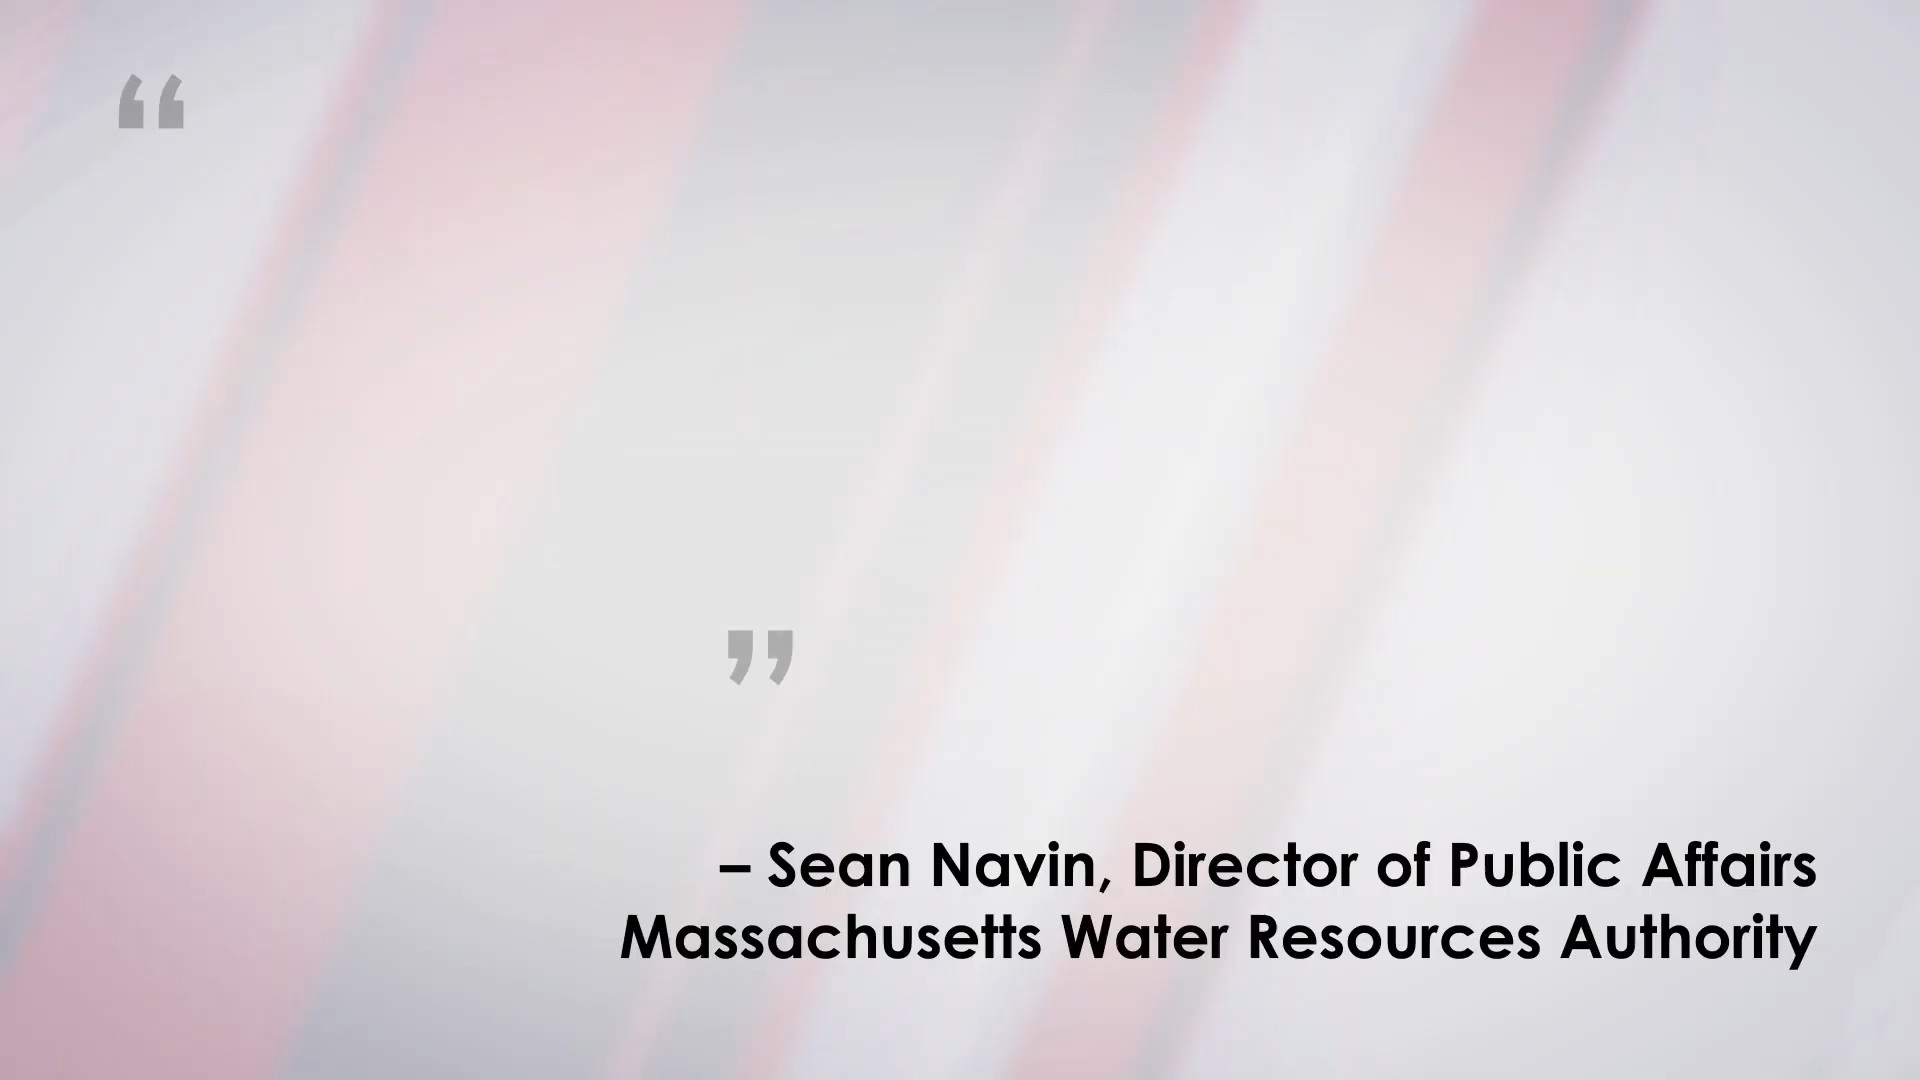 “
”
– Sean Navin, Director of Public Affairs
Massachusetts Water Resources Authority